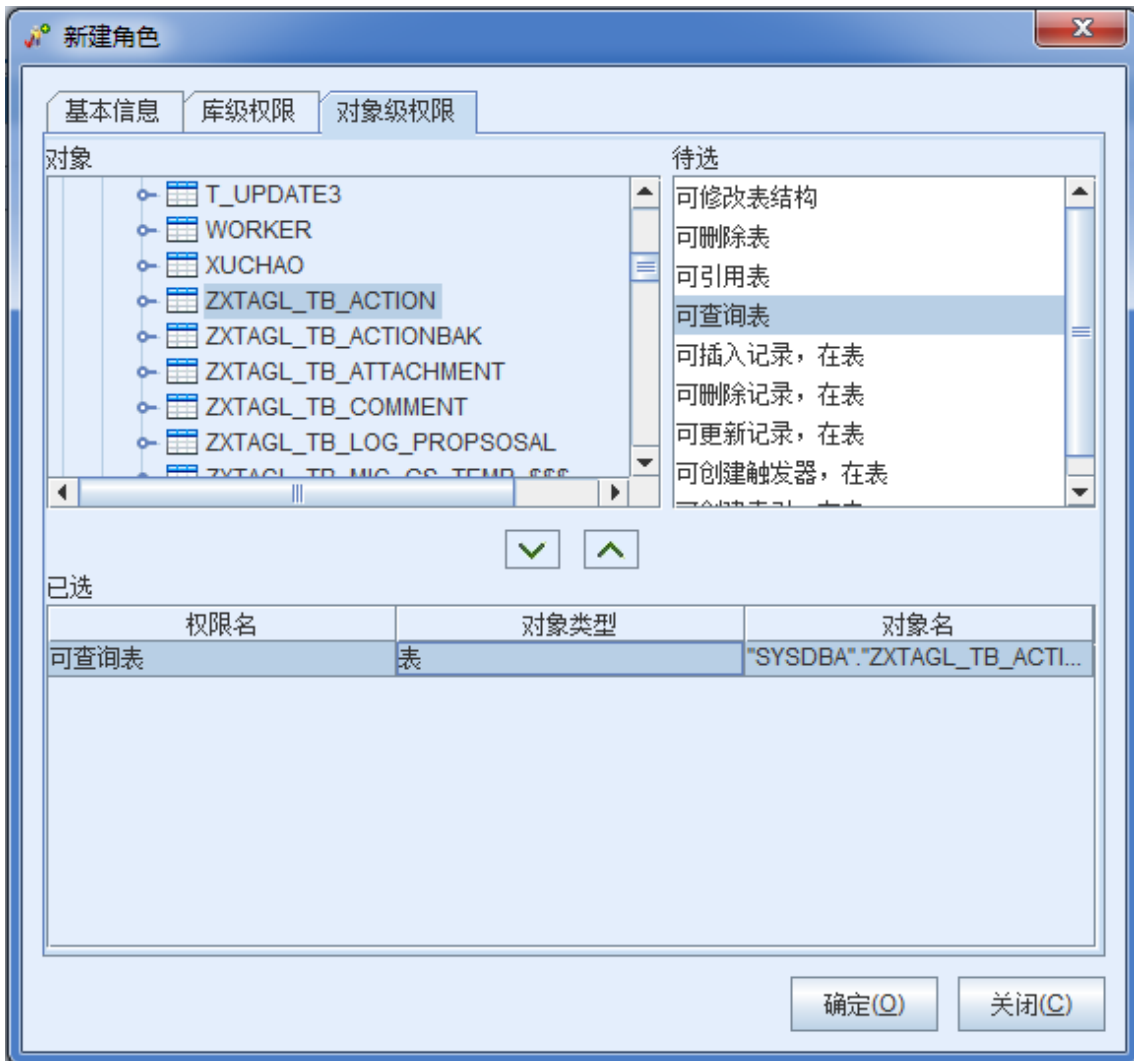 新建角色
基本信息 库级权限 对象级权限
对象
T_UPDATE3
WORKER
XUCHAO
ZXTAGL_TB_ACTION
ZXTAGL_TB_ACTIONBAK
ZXTAGL_TB_ATTACHMENT
ZXTAGL_TB_COMMENT
ZXTAGL_TB_LOG_PROPSOSAL
待选
可修改表结构
可删除表
可引用表
可查询表
可插入记录，在表
可删除记录，在表
可更新记录，在表
可创建触发器，在表
已选
权限名 对象类型 对象名
可查询表 表 "SYSDBA"."ZXTAGL_TB_ACTI...
确定(O) 关闭(C)